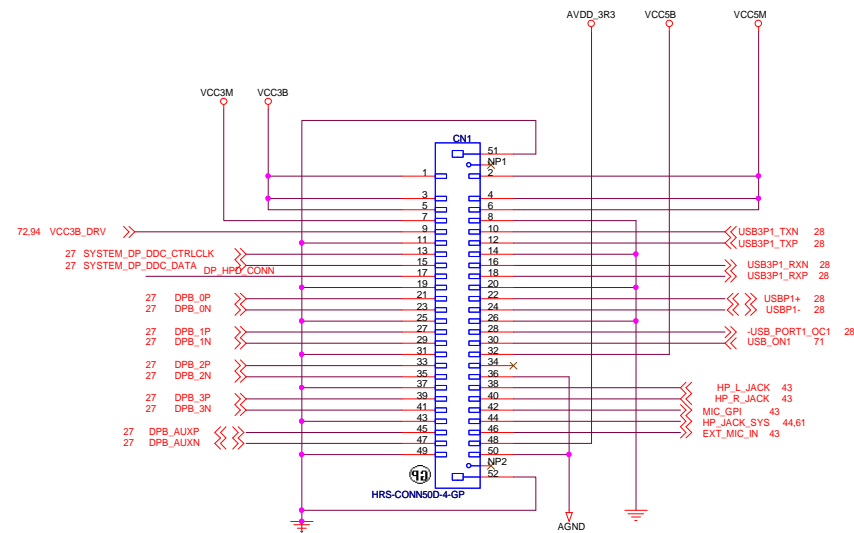 AVDD_3R3 VCC5B VCC5M
VCC3M VCC3B
CN1
51
NP1
1 2
3 4
5 6
7 8
72,94 VCC3B_DRV 9 10 USB3P1_TXN 28
11 12 USB3P1_TXP 28
27 SYSTEM_DP_DDC_CTRLCLK 13 14
27 SYSTEM_DP_DDC_DATA 15 16 USB3P1_RXN 28
DP_HPD_CONN 17 18 USB3P1_RXP 28
19 20
27 DPB_0P 21 22 USBP1+ 28
27 DPB_0N 23 24 USBP1- 28
25 26
27 DPB_1P 27 28 -USB_PORT1_OC1 28
27 DPB_1N 29 30 USB_ON1 71
31 32
27 DPB_2P 33 34
27 DPB_2N 35 36
37 38 HP_L_JACK 43
27 DPB_3P 39 40 HP_R_JACK 43
27 DPB_3N 41 42 MIC_GPI 43
43 44 HP_JACK_SYS 44,61
27 DPB_AUXP 45 46 EXT_MIC_IN 43
27 DPB_AUXN 47 48
49 50
NP2
GP 52
HRS-CONN50D-4-GP
AGND